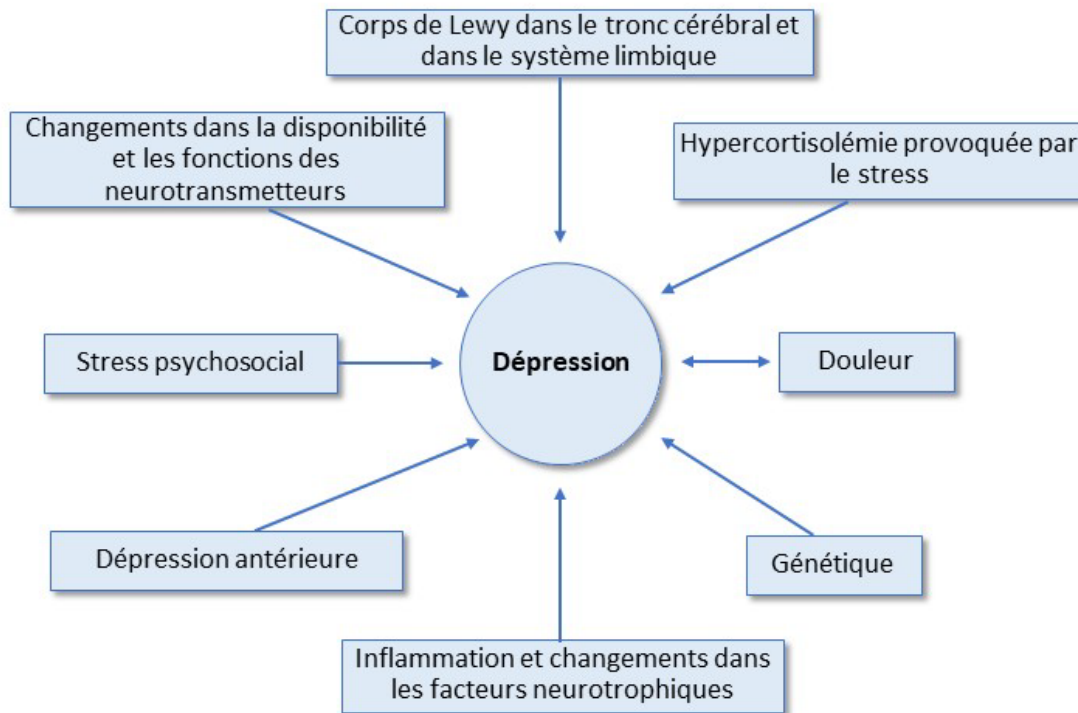 Corps de Lewy dans le tronc cérébral et
dans le système limbique
Changements dans la disponibilité
et les fonctions des
neurotransmetteurs
Hypercortisolémie provoquée par
le stress
Stress psychosocial
Dépression
Douleur
Dépression antérieure
Génétique
Inflammation et changements dans
les facteurs neurotrophiques